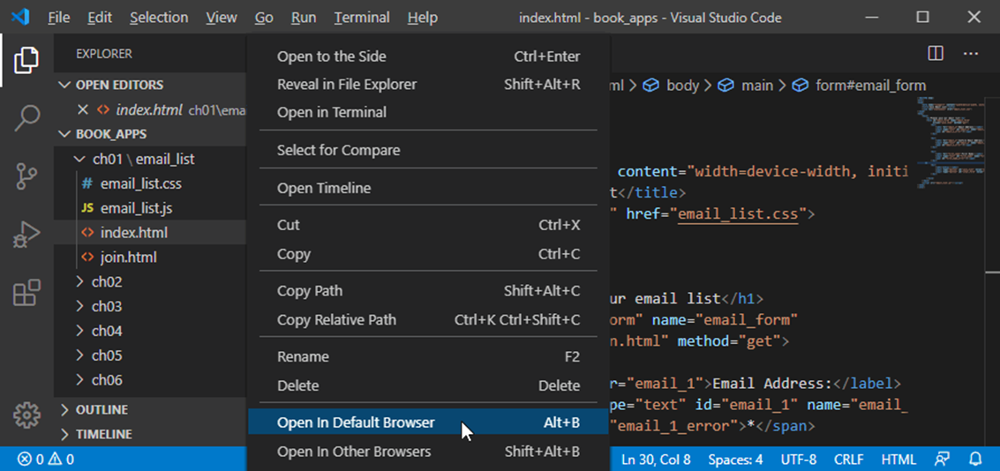 File Edit Selection View Go Run Terminal Help index.html - book_apps - Visual Studio Code
EXPLORER
OPEN EDITORS
index.html ch01\ema
BOOK_APPS
ch01 \ email_list
# email_list.css
JS email_list.js
<> index.html
<> join.html
ch02
ch03
ch04
ch05
ch06
OUTLINE
TIMELINE
Open to the Side Ctrl+Enter
Reveal in File Explorer Shift+Alt+R
Open in Terminal
Select for Compare
Open Timeline
Cut Ctrl+X
Copy Ctrl+C
Copy Path Shift+Alt+C
Copy Relative Path Ctrl+K Ctrl+Shift+C
Rename F2
Delete Delete
Open In Default Browser Alt+B
Open In Other Browsers Shift+Alt+B
ml > body > main > form#email_form
content="width=device-width, initi
t</title>
" href="email_list.css">
ur email list</h1>
orm" name="email_form"
n.html" method="get">
r="email_1">Email Address:</label>
pe="text" id="email_1" name="email_
"email_1_error">*</span>
0 0 Ln 30, Col 8 Spaces: 4 UTF-8 CRLF HTML